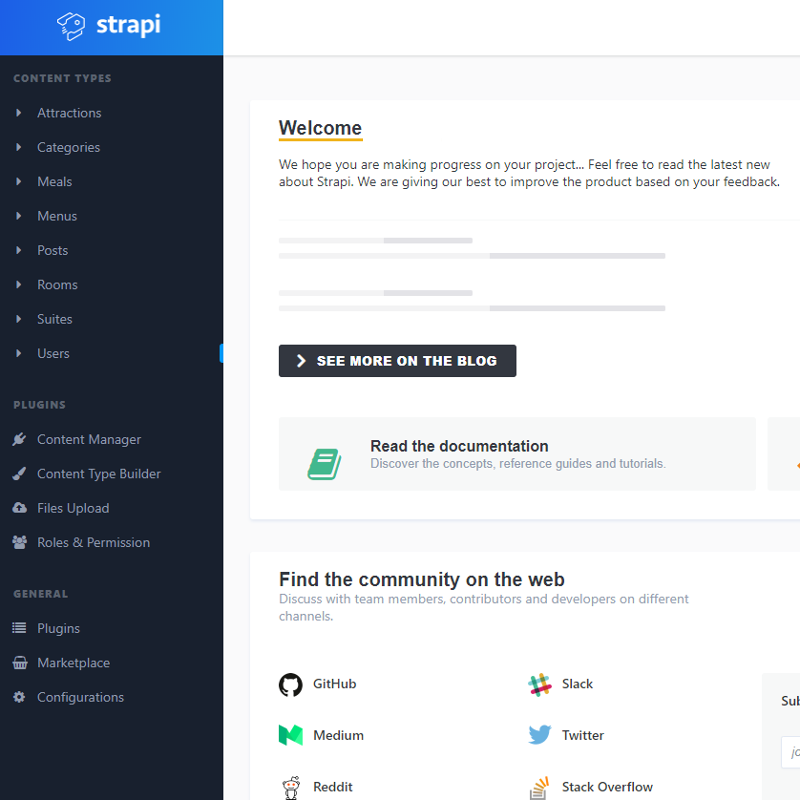 strapi
CONTENT TYPES
Attractions
Categories
Meals
Menus
Posts
Rooms
Suites
Users
PLUGINS
Content Manager
Content Type Builder
Files Upload
Roles & Permission
GENERAL
Plugins
Marketplace
Configurations
Welcome
We hope you are making progress on your project... Feel free to read the latest new
about Strapi. We are giving our best to improve the product based on your feedback.
SEE MORE ON THE BLOG
Read the documentation
Discover the concepts, reference guides and tutorials.
Find the community on the web
Discuss with team members, contributors and developers on different
channels.
GitHub
Slack
Medium
Twitter
Reddit
Stack Overflow